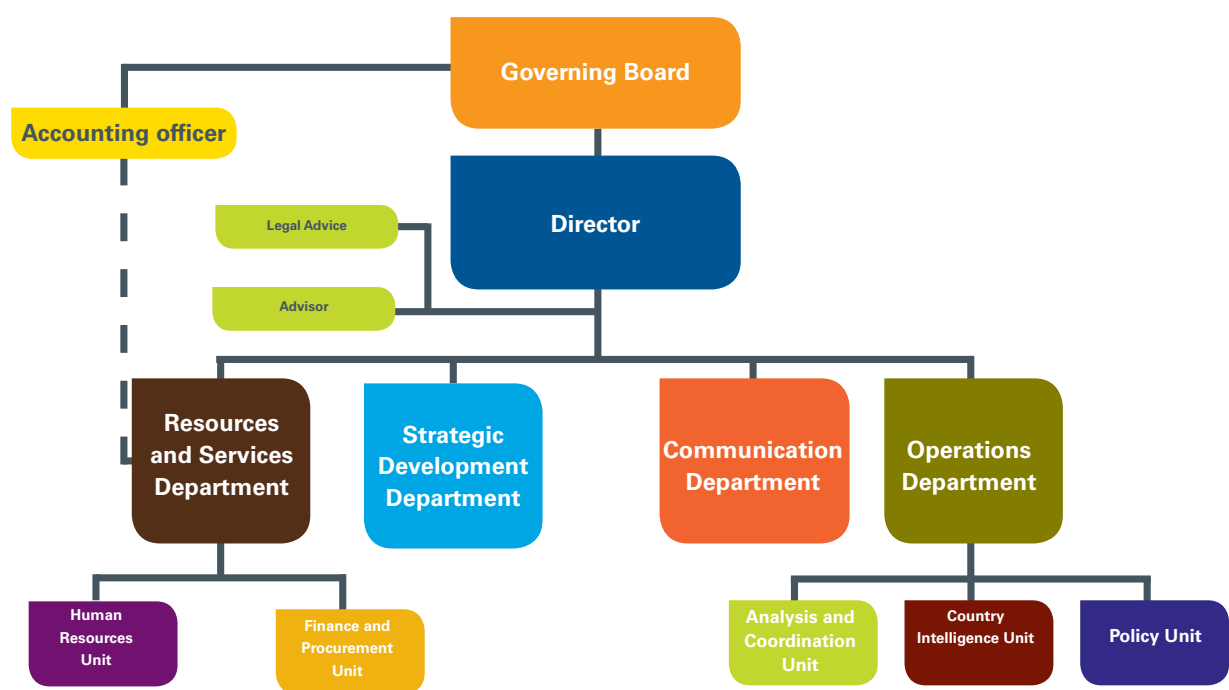 Governing Board
Accounting officer
Director
Legal Advice
Advisor
Resources
and Services
Department
Strategic
Development
Department
Communication
Department
Operations
Department
Human
Resources
Unit
Finance and
Procurement
Unit
Analysis and
Coordination
Unit
Country
Intelligence Unit
Policy Unit